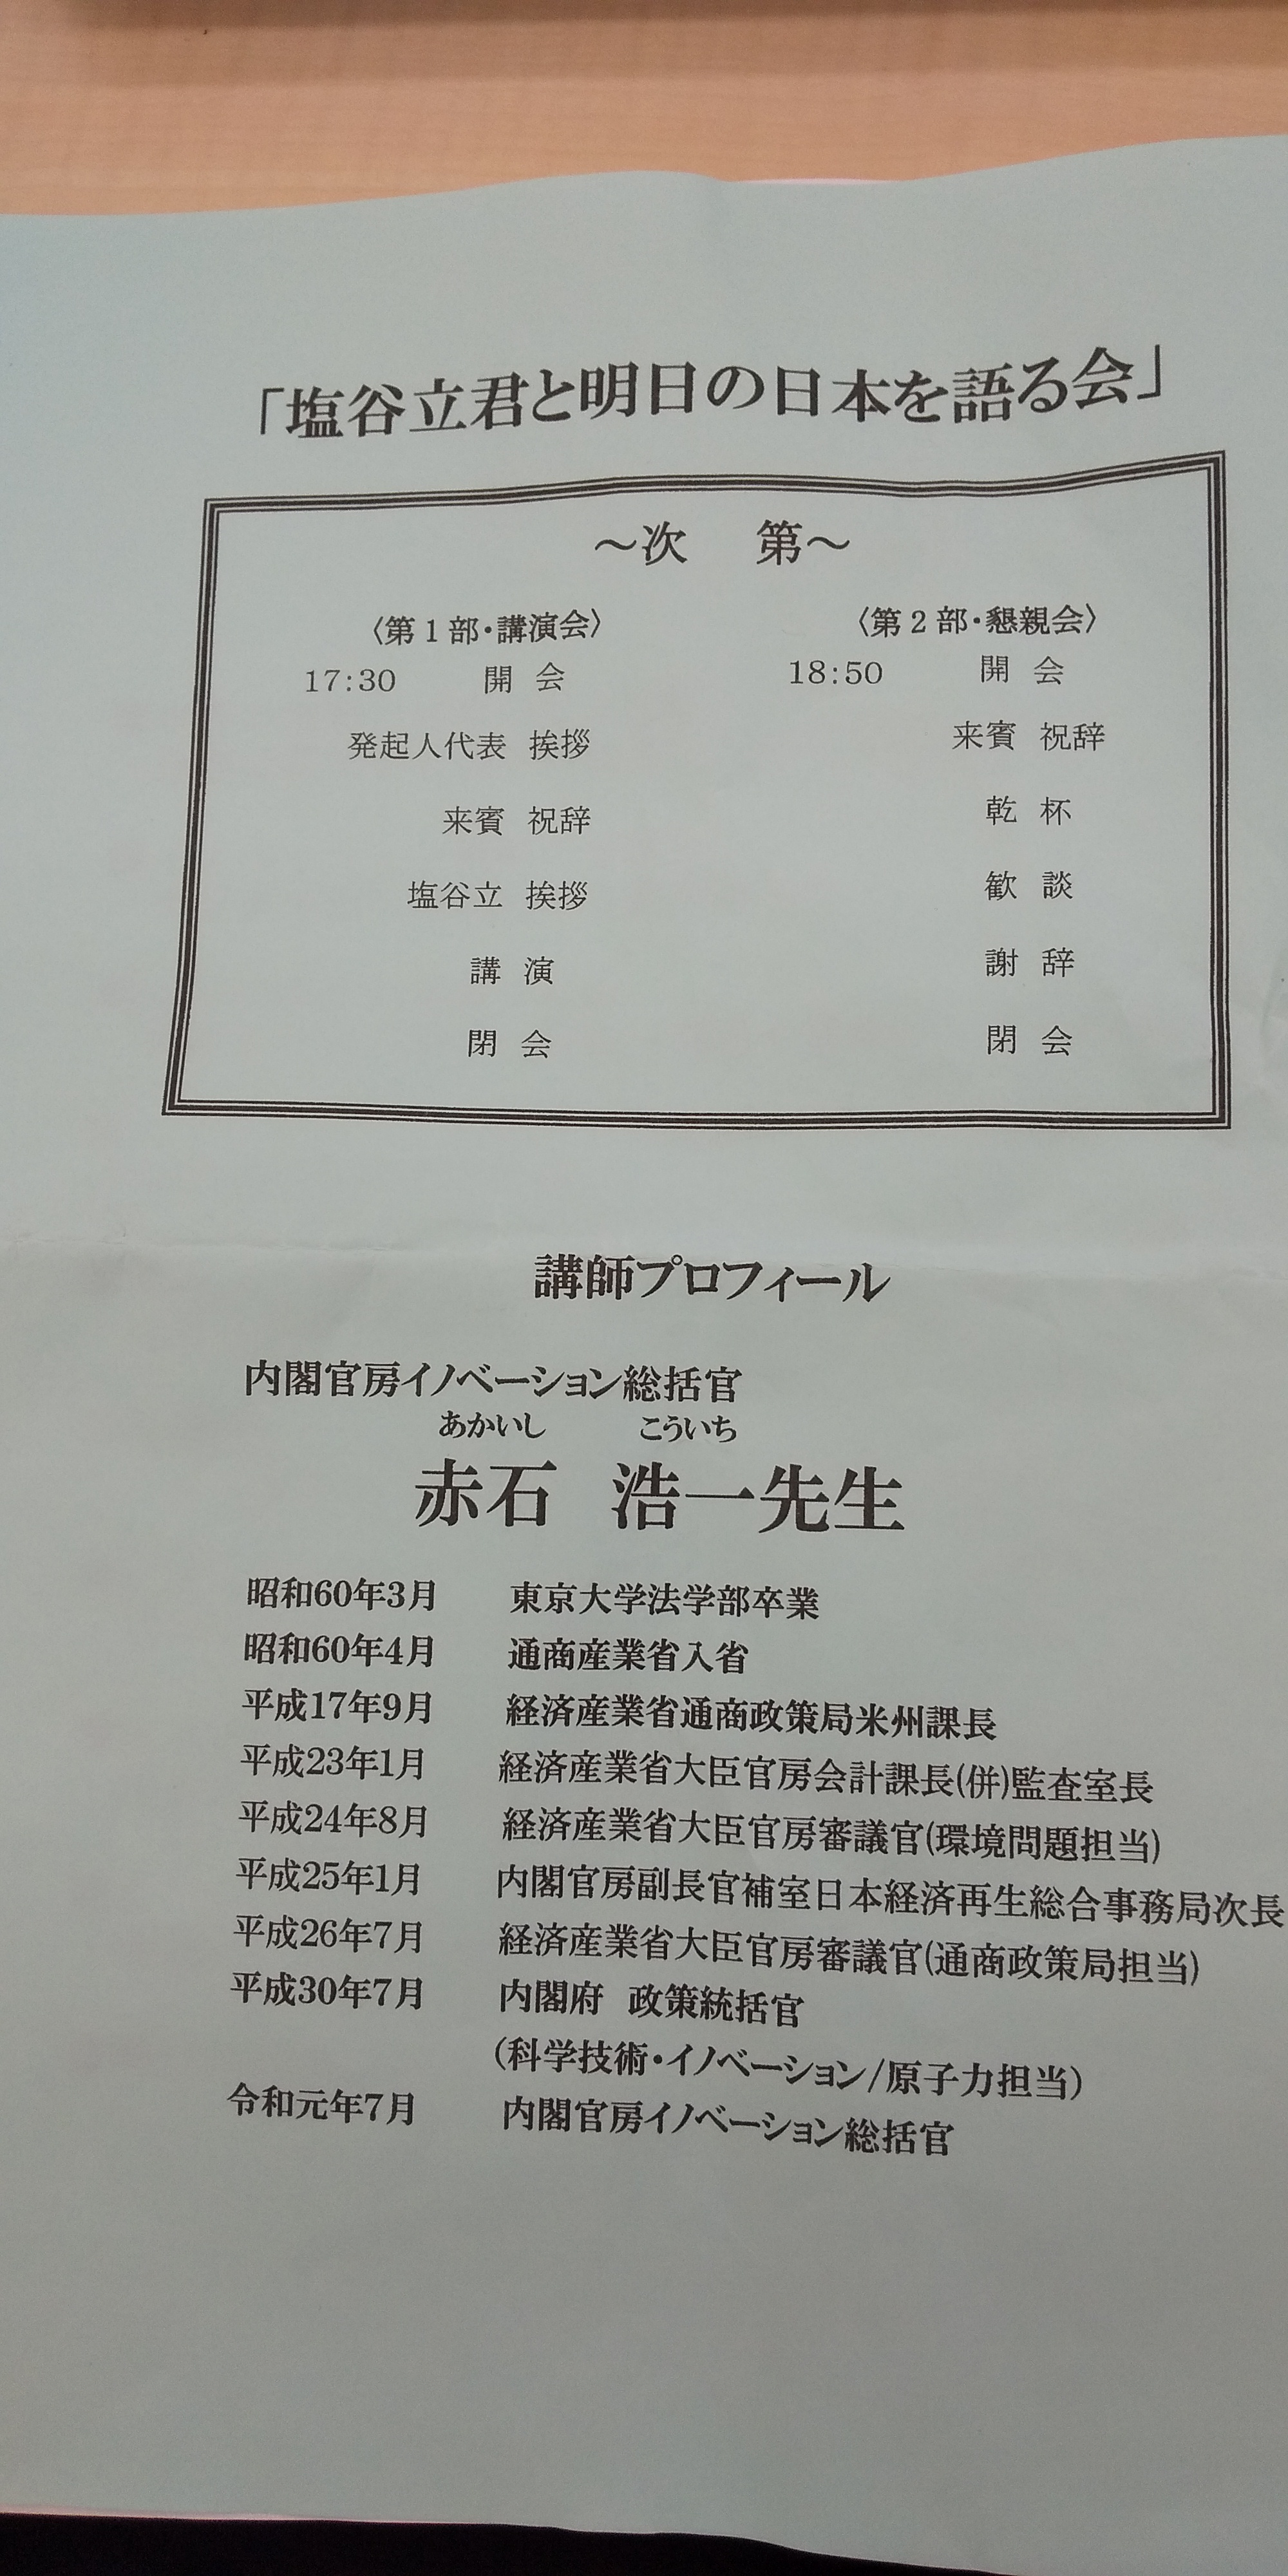 「塩谷立君と明日の日本を語る会」
～次　第～
〈第1部・講演会〉
17:30　開 会
発起人代表 挨拶
来賓 祝辞
塩谷立 挨拶
講 演
閉 会
〈第2部・懇親会〉
18:50　開 会
来賓 祝辞
乾 杯
歓 談
謝 辞
閉 会
講師プロフィール
内閣官房イノベーション総括官
あかいし　こういち
赤石　浩一先生
昭和60年3月　東京大学法学部卒業
昭和60年4月　通商産業省入省
平成17年9月　経済産業省通商政策局米州課長
平成23年1月　経済産業省大臣官房会計課長(併)監査室長
平成24年8月　経済産業省大臣官房審議官(環境問題担当)
平成25年1月　内閣官房副長官補室日本経済再生総合事務局次長
平成26年7月　経済産業省大臣官房審議官(通商政策局担当)
平成30年7月　内閣府 政策統括官
(科学技術・イノベーション/原子力担当)
令和元年7月　内閣官房イノベーション総括官